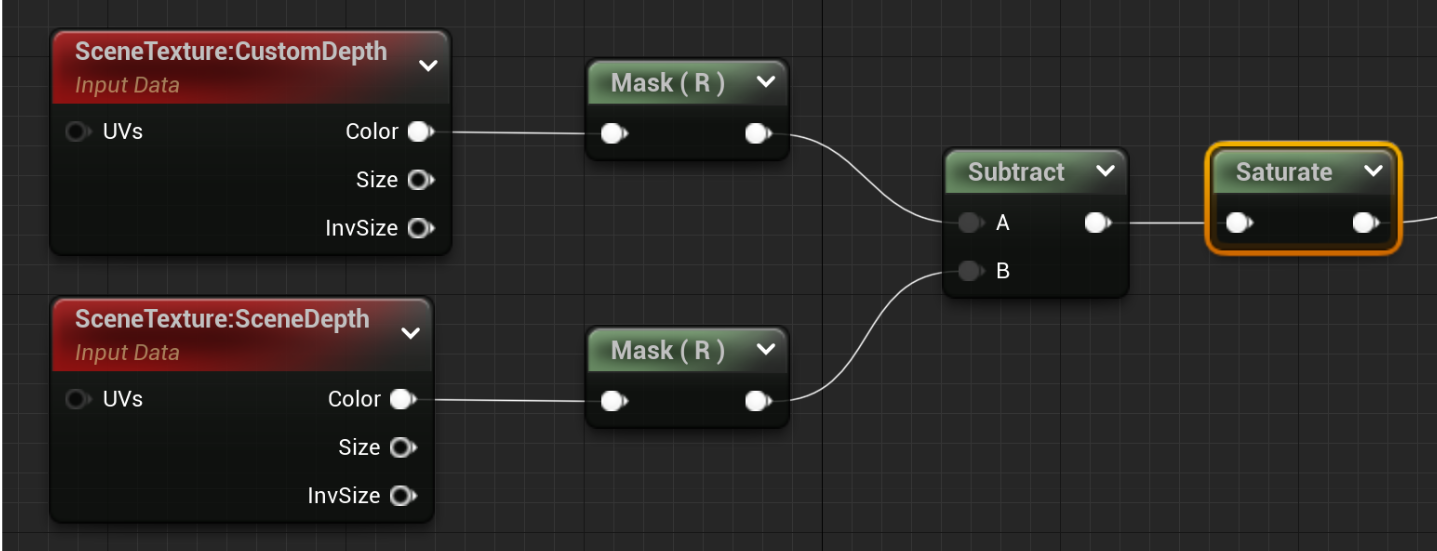 SceneTexture:CustomDepth
Input Data
UVs
Color
Size
InvSize
Mask ( R )
SceneTexture:SceneDepth
Input Data
UVs
Color
Size
InvSize
Mask ( R )
Subtract
A
B
Saturate